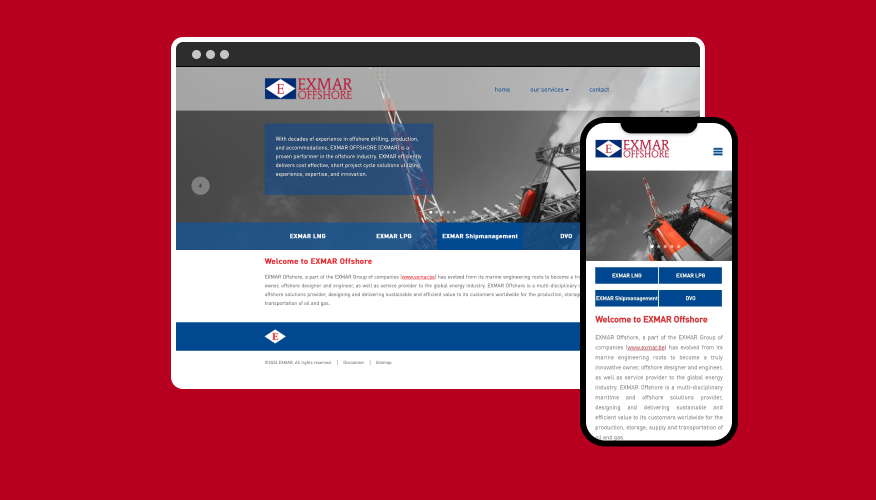 E EXMAR
OFFSHORE
home our services contact
With decades of experience in offshore drilling, production,
and accommodations, EXMAR OFFSHORE (EXMAR) is a
proven performer in the offshore industry. EXMAR efficiently
delivers cost effective, short project cycle solutions utilizing
experience, expertise, and innovation.
EXMAR LNG EXMAR LPG EXMAR Shipmanagement DVO
Welcome to EXMAR Offshore
EXMAR Offshore, a part of the EXMAR Group of companies (www.exmar.be) has evolved from its marine engineering roots to become a
owner, offshore designer and engineer, as well as service provider to the global energy industry. EXMAR Offshore is a multi-disciplinary
offshore solutions provider, designing and delivering sustainable and efficient value to its customers worldwide for the production,
transportation of oil and gas.
E
©2024 EXMAR. All rights reserved. | Disclaimer | Sitemap
E EXMAR
OFFSHORE
EXMAR LNG EXMAR LPG
EXMAR Shipmanagement DVO
Welcome to EXMAR Offshore
EXMAR Offshore, a part of the EXMAR Group of
companies (www.exmar.be) has evolved from its
marine engineering roots to become a truly
innovative owner, offshore designer and engineer,
as well as service provider to the global energy
industry. EXMAR Offshore is a multi-disciplinary
maritime and offshore solutions provider,
designing and delivering sustainable and
efficient value to its customers worldwide for the
production, storage, supply and transportation of
oil and gas.